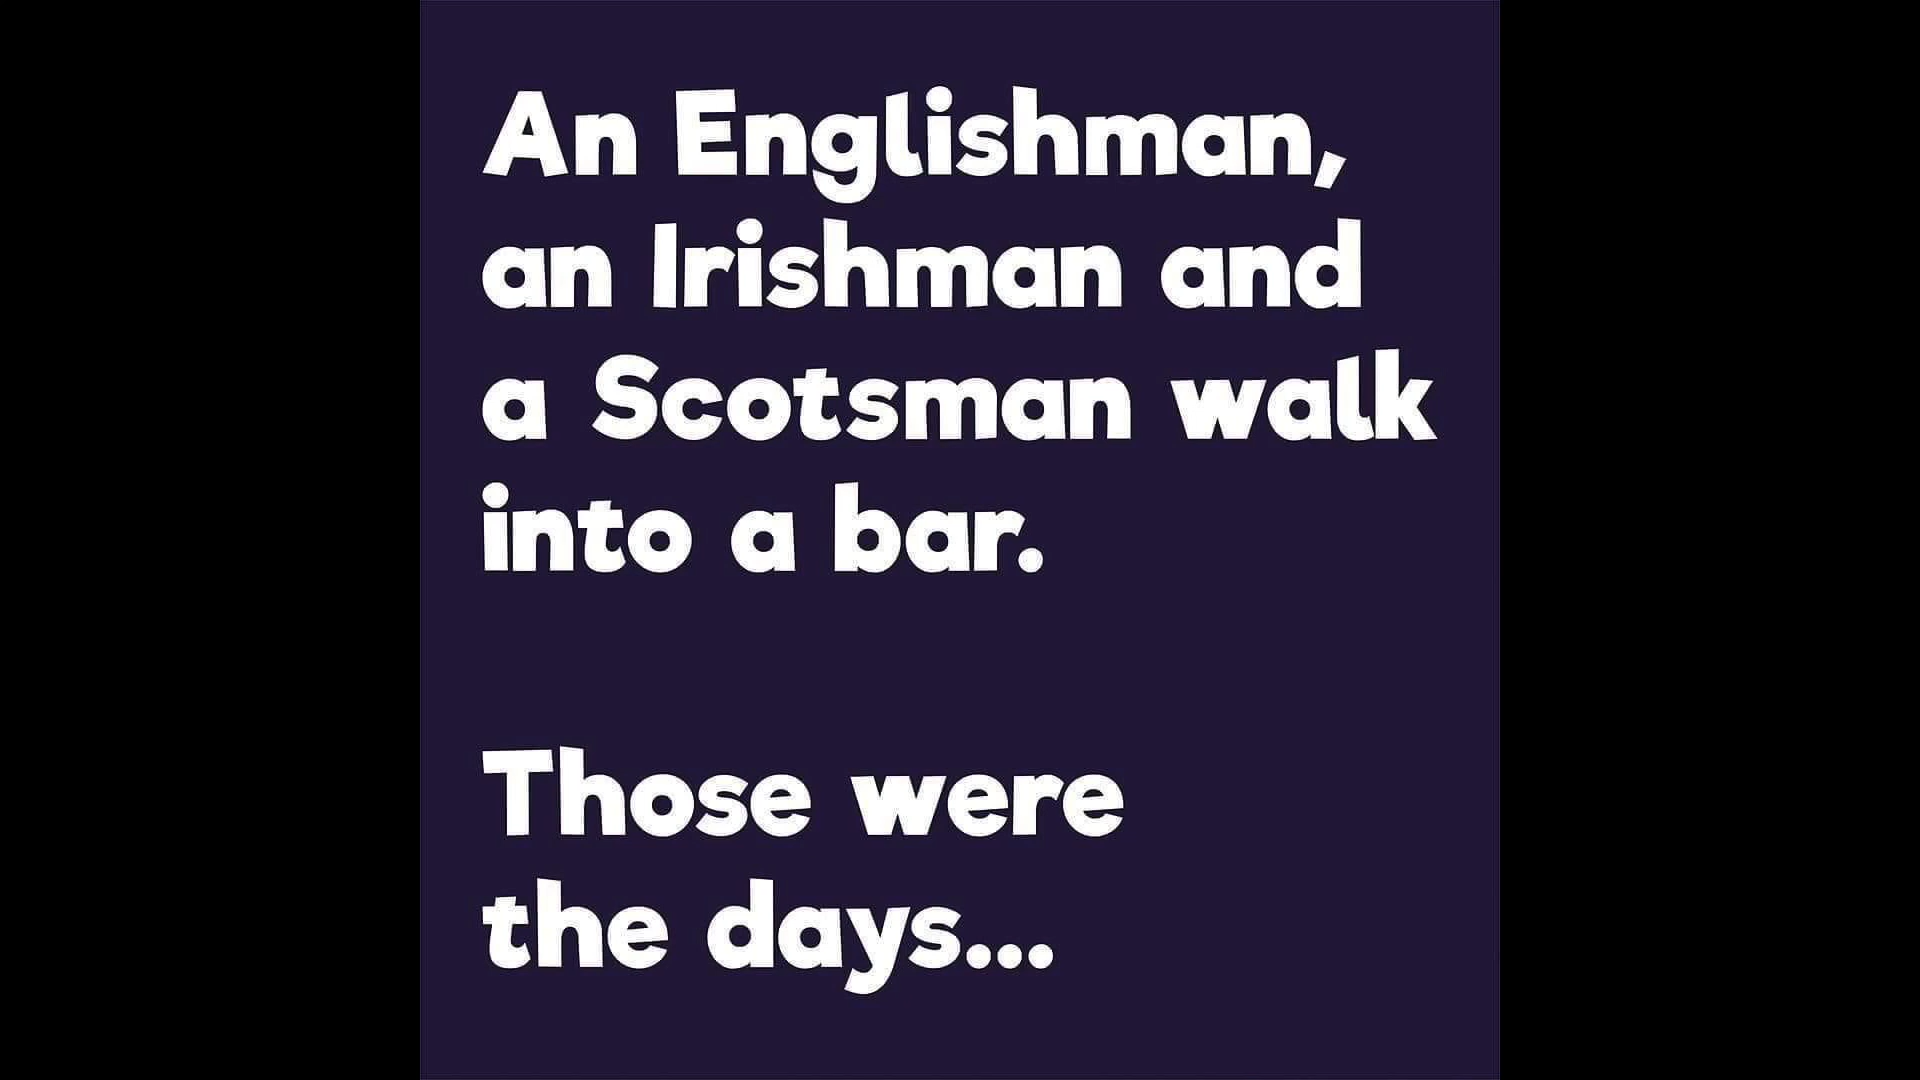 An Englishman,
an Irishman and
a Scotsman walk
into a bar.
Those were
the days...